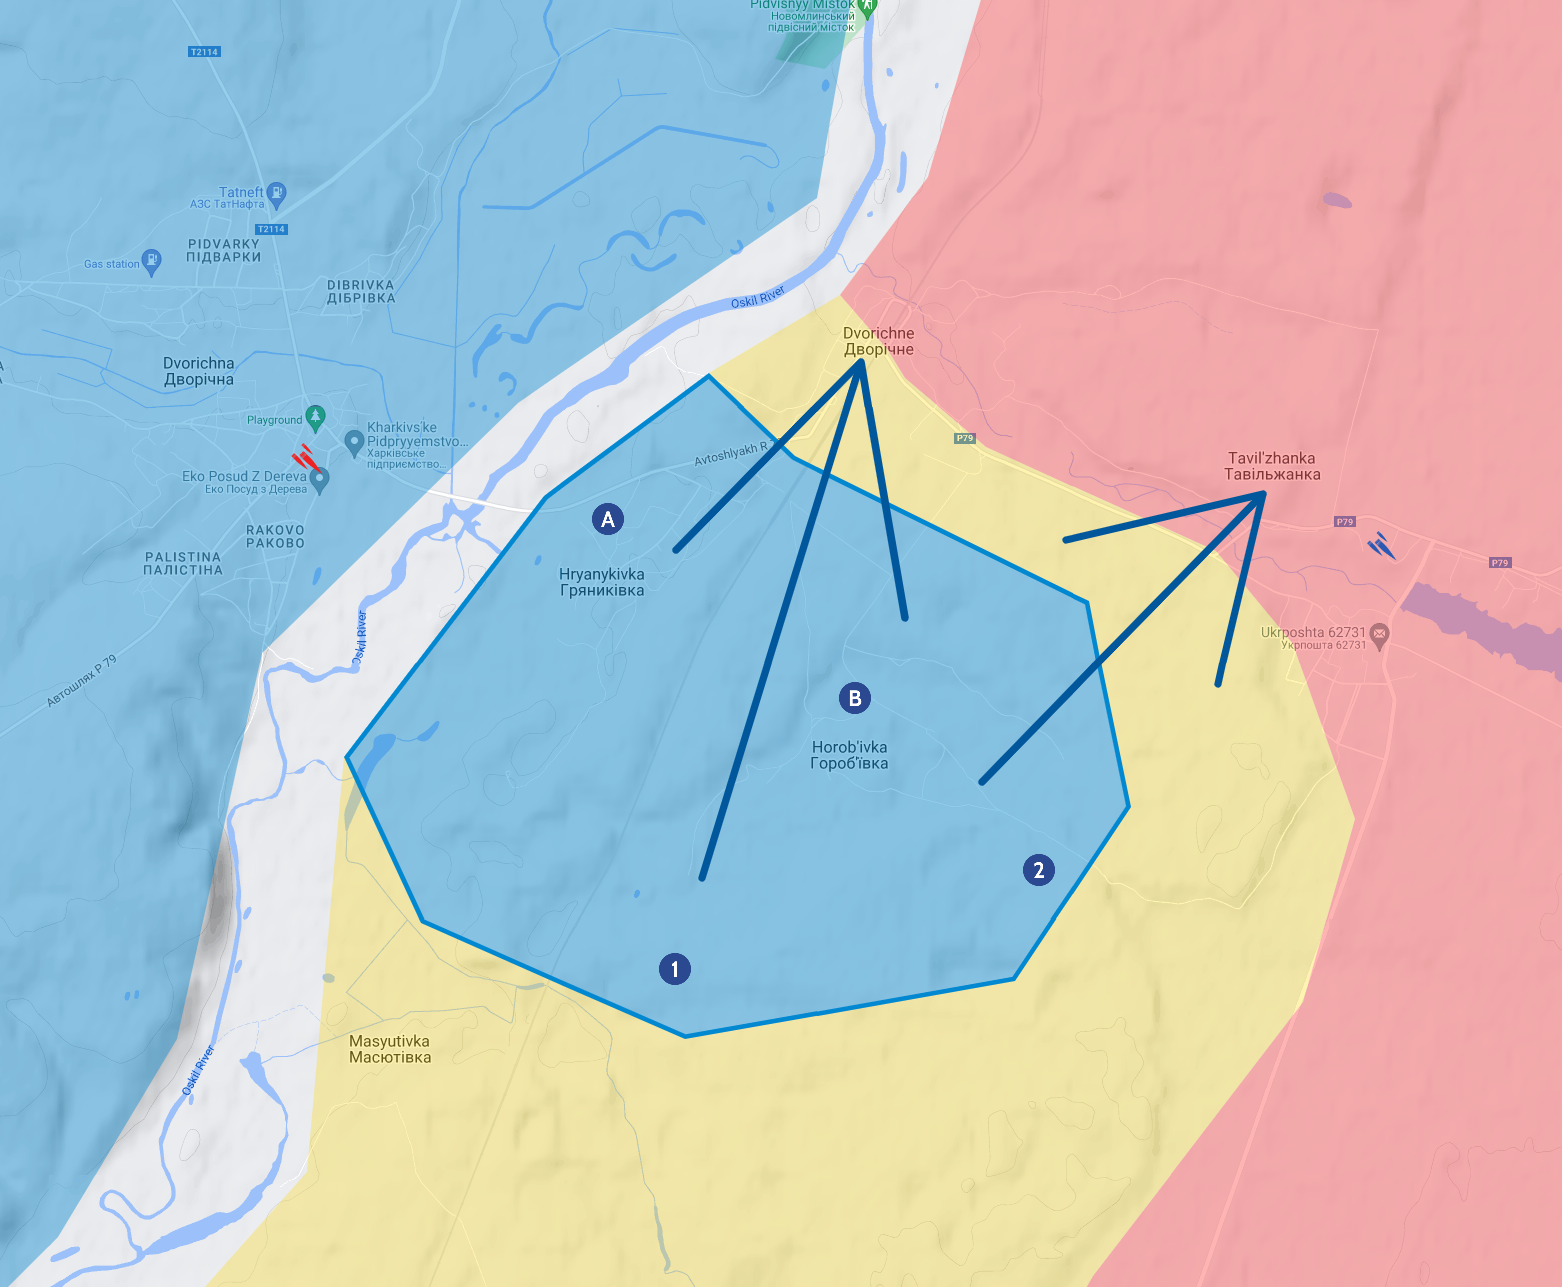 Pidvisnyy Mistok
Новомлинський
підвісний місток
T2114
Tatneft
АЗС ТатНафта
T2114
PIDVARKY
ПІДВАРКИ
Gas station
DIBRIVKA
ДІБРІВКА
Oskil River
Dvorichne
Дворічне
Dvorichna
Дворічна
Playground
Kharkivs'ke
Pidpryyemstvo...
Харківське
підприємство...
Avtoshlyakh R
P79
Tavil'zhanka
Тавільжанка
Eko Posud Z Dereva
Еко Посуд з Дерева
A
P79
RAKOVO
РАКОВО
PALISTINA
ПАЛІСТІНА
P79
Hryanykivka
Гряниківка
Oskil River
Ukrposhta 62731
Укрпошта 62731
Автошлях Р 79
B
Horob'ivka
Гороб'ївка
2
1
Masyutivka
Масютівка
Oskil River